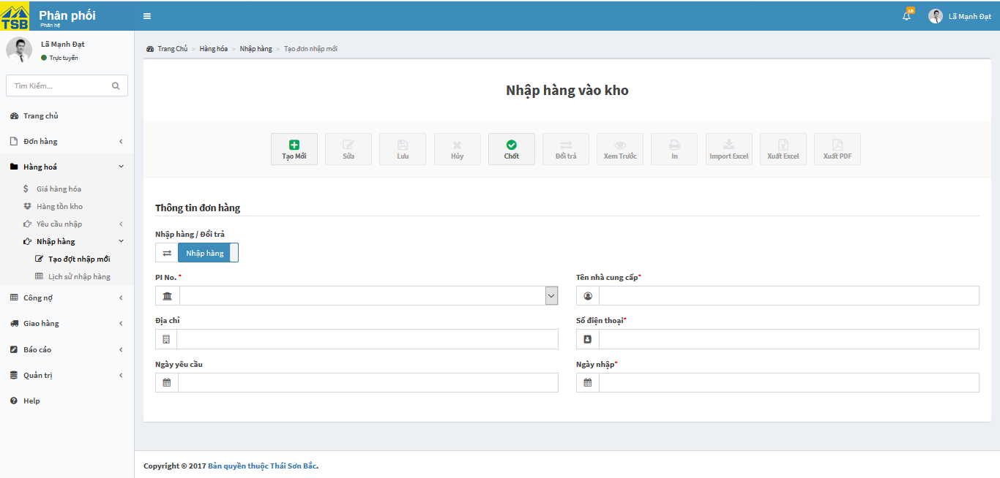 TSB
Phân phối
Phân hệ
10
Lã Mạnh Đạt
Lã Mạnh Đạt
Trực tuyến
Tìm Kiếm...
Trang chủ
Đơn hàng
Hàng hoá
Giá hàng hóa
Hàng tồn kho
Yêu cầu nhập
Nhập hàng
Tạo đợt nhập mới
Lịch sử nhập hàng
Công nợ
Giao hàng
Báo cáo
Quản trị
Help
Trang Chủ > Hàng hóa > Nhập hàng > Tạo đơn nhập mới
Nhập hàng vào kho
Tạo Mới Sửa Lưu Hủy Chốt Đổi trả Xem Trước In Import Excel Xuất Excel Xuất PDF
Thông tin đơn hàng
Nhập hàng / Đổi trả
Nhập hàng
PI No. *
Tên nhà cung cấp*
Địa chỉ
Số điện thoại*
Ngày yêu cầu
Ngày nhập*
Copyright © 2017 Bản quyền thuộc Thái Sơn Bắc.